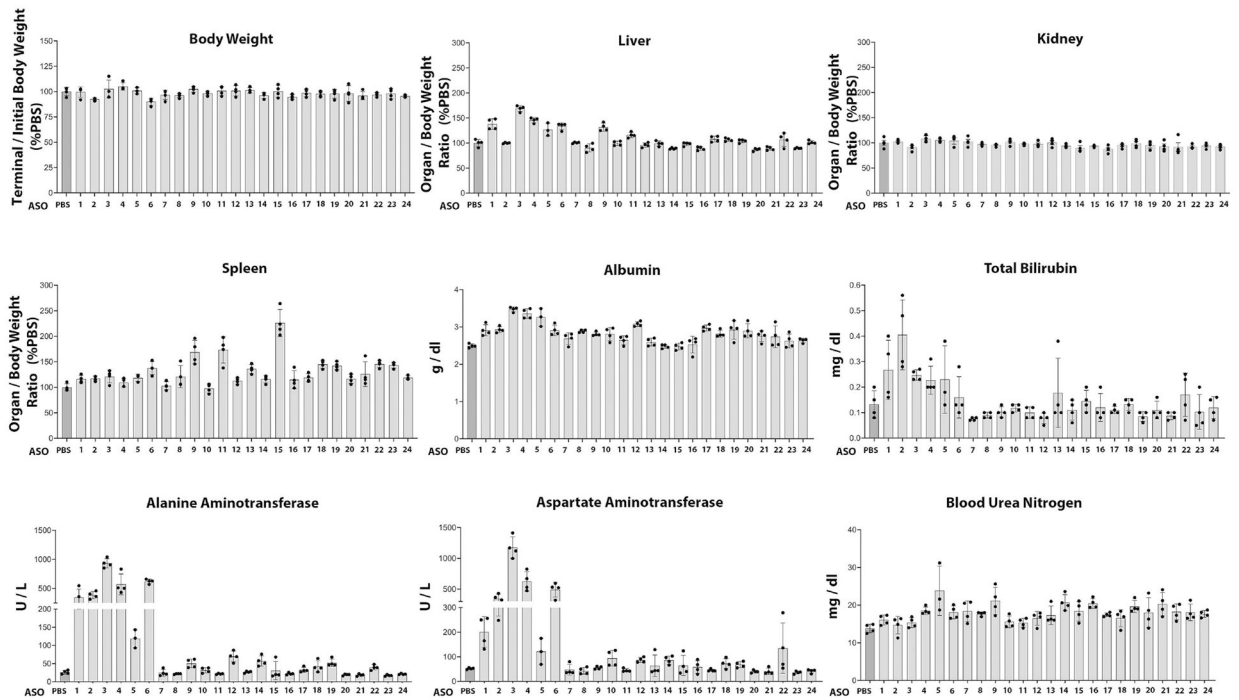 Body Weight
Terminal / Initial Body Weight
(%PBS)
150
125
100
75
50
25
0
ASO PBS 1 2 3 4 5 6 7 8 9 10 11 12 13 14 15 16 17 18 19 20 21 22 23 24
Liver
Organ / Body Weight
Ratio (%PBS)
300
250
200
150
100
50
0
ASO PBS 1 2 3 4 5 6 7 8 9 10 11 12 13 14 15 16 17 18 19 20 21 22 23 24
Kidney
Organ / Body Weight
Ratio (%PBS)
300
250
200
150
100
50
0
ASO PBS 1 2 3 4 5 6 7 8 9 10 11 12 13 14 15 16 17 18 19 20 21 22 23 24
Spleen
Organ / Body Weight
Ratio (%PBS)
300
250
200
150
100
50
0
ASO PBS 1 2 3 4 5 6 7 8 9 10 11 12 13 14 15 16 17 18 19 20 21 22 23 24
Albumin
g / dl
4
3
2
1
0
ASO PBS 1 2 3 4 5 6 7 8 9 10 11 12 13 14 15 16 17 18 19 20 21 22 23 24
Total Bilirubin
mg / dl
0.6
0.5
0.4
0.3
0.2
0.1
0.0
ASO PBS 1 2 3 4 5 6 7 8 9 10 11 12 13 14 15 16 17 18 19 20 21 22 23 24
Alanine Aminotransferase
U / L
1500
1000
500
200
150
100
50
0
ASO PBS 1 2 3 4 5 6 7 8 9 10 11 12 13 14 15 16 17 18 19 20 21 22 23 24
Aspartate Aminotransferase
U / L
1500
1000
500
300
200
100
0
ASO PBS 1 2 3 4 5 6 7 8 9 10 11 12 13 14 15 16 17 18 19 20 21 22 23 24
Blood Urea Nitrogen
mg / dl
40
30
20
10
0
ASO PBS 1 2 3 4 5 6 7 8 9 10 11 12 13 14 15 16 17 18 19 20 21 22 23 24